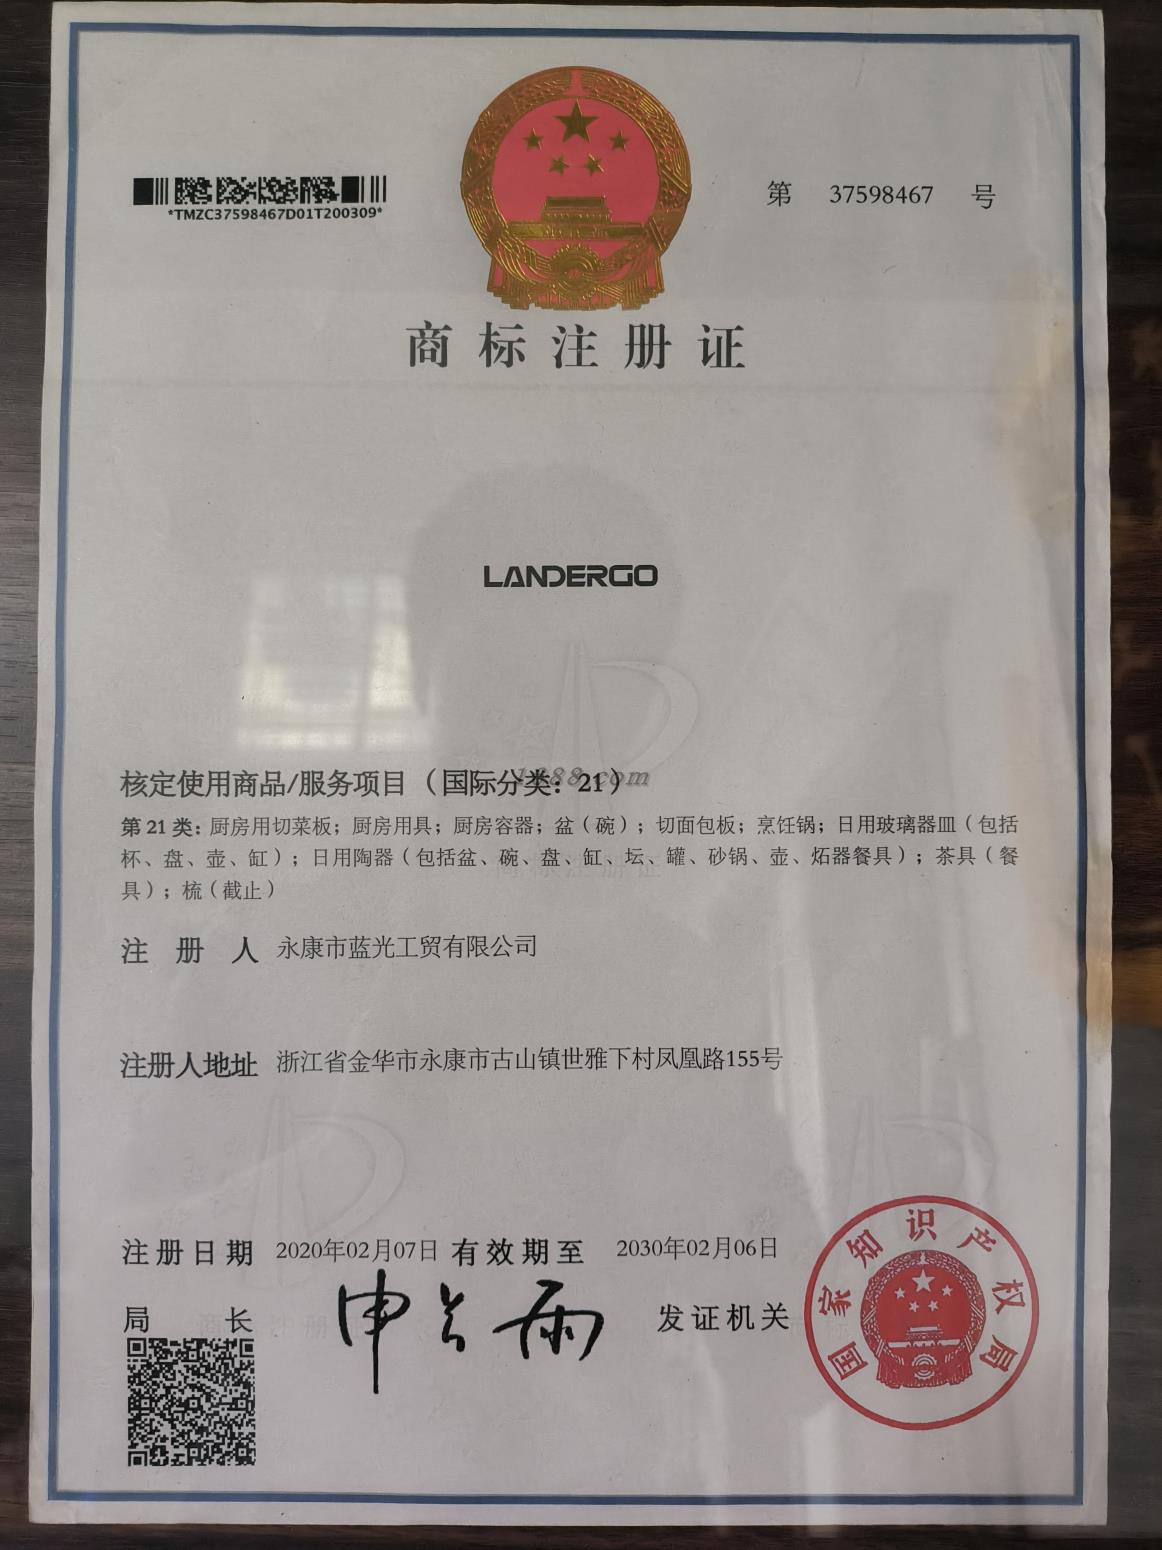 *TMZC37598467D01T200309*
第 37598467 号
商标注册证
LANDERGO
1688.com
核定使用商品/服务项目（国际分类：21）
第21类：厨房用切菜板；厨房用具；厨房容器；盆（碗）；切面包板；烹饪锅；日用玻璃器皿（包括
杯、盘、壶、缸）；日用陶器（包括盆、碗、盘、缸、坛、罐、砂锅、壶、炻器餐具）；茶具（餐
具）；梳（截止）
注册人 永康市蓝光工贸有限公司
注册人地址 浙江省金华市永康市古山镇世雅下村凤凰路155号
注册日期 2020年02月07日 有效期至 2030年02月06日
局长 申长雨 发证机关
国家知识产权局